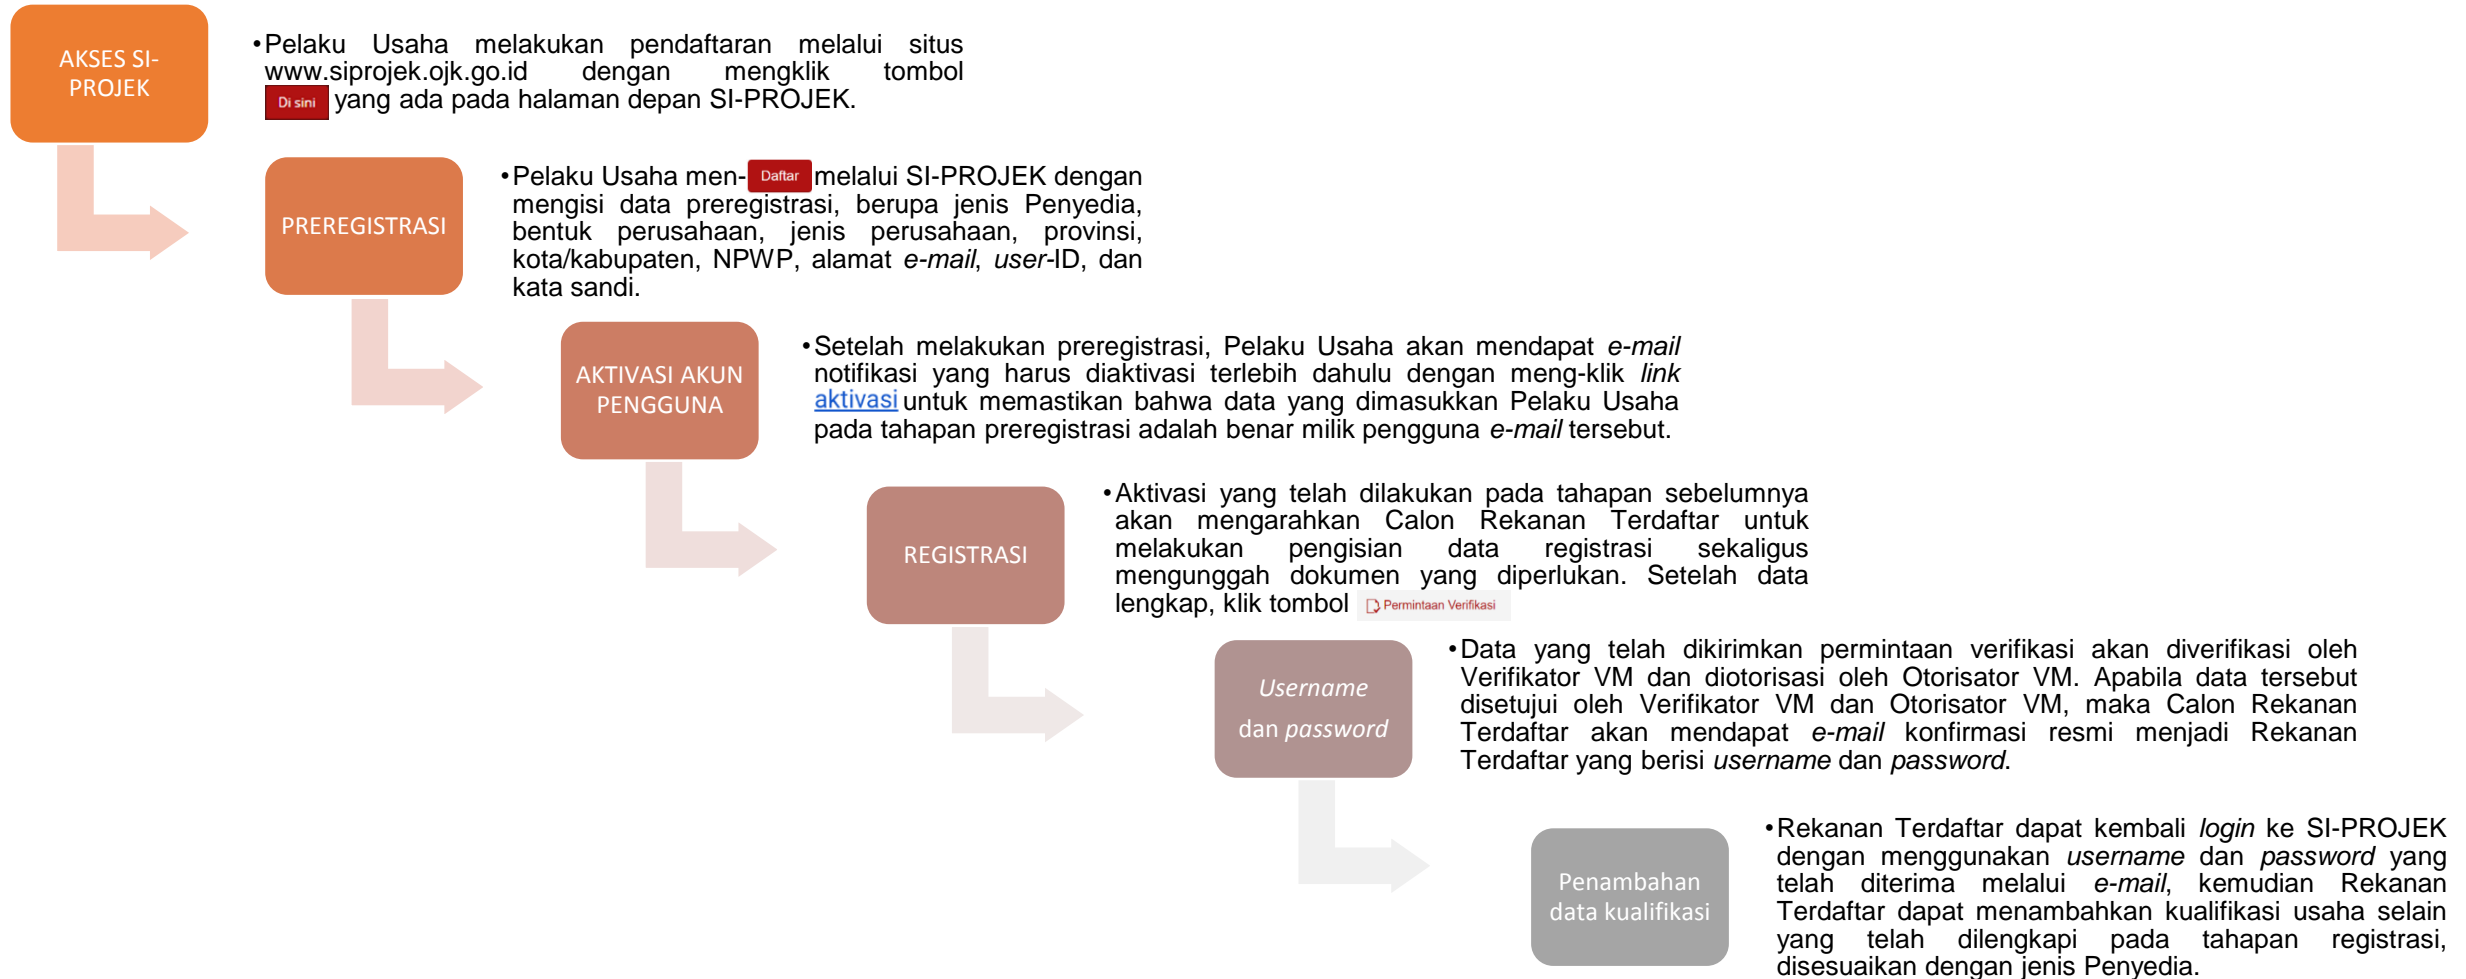 AKSES SI-
PROJEK
•Pelaku Usaha melakukan pendaftaran melalui situs
www.siprojek.ojk.go.id dengan mengklik tombol
Di sini yang ada pada halaman depan SI-PROJEK.
PREREGISTRASI
•Pelaku Usaha men- Daftar melalui SI-PROJEK dengan
mengisi data preregistrasi, berupa jenis Penyedia,
bentuk perusahaan, jenis perusahaan, provinsi,
kota/kabupaten, NPWP, alamat e-mail, user-ID, dan
kata sandi.
AKTIVASI AKUN
PENGGUNA
•Setelah melakukan preregistrasi, Pelaku Usaha akan mendapat e-mail
notifikasi yang harus diaktivasi terlebih dahulu dengan meng-klik link
aktivasi untuk memastikan bahwa data yang dimasukkan Pelaku Usaha
pada tahapan preregistrasi adalah benar milik pengguna e-mail tersebut.
REGISTRASI
•Aktivasi yang telah dilakukan pada tahapan sebelumnya
akan mengarahkan Calon Rekanan Terdaftar untuk
melakukan pengisian data registrasi sekaligus
mengunggah dokumen yang diperlukan. Setelah data
lengkap, klik tombol Permintaan Verifikasi
Username
dan password
•Data yang telah dikirimkan permintaan verifikasi akan diverifikasi oleh
Verifikator VM dan diotorisasi oleh Otorisator VM. Apabila data tersebut
disetujui oleh Verifikator VM dan Otorisator VM, maka Calon Rekanan
Terdaftar akan mendapat e-mail konfirmasi resmi menjadi Rekanan
Terdaftar yang berisi username dan password.
Penambahan
data kualifikasi
•Rekanan Terdaftar dapat kembali login ke SI-PROJEK
dengan menggunakan username dan password yang
telah diterima melalui e-mail, kemudian Rekanan
Terdaftar dapat menambahkan kualifikasi usaha selain
yang telah dilengkapi pada tahapan registrasi,
disesuaikan dengan jenis Penyedia.